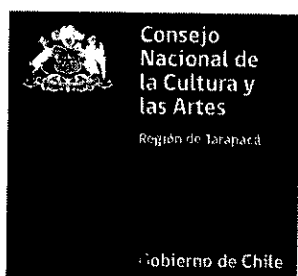 Consejo
Nacional de
la Cultura y
las Artes
Región de Tarapacá
Gobierno de Chile